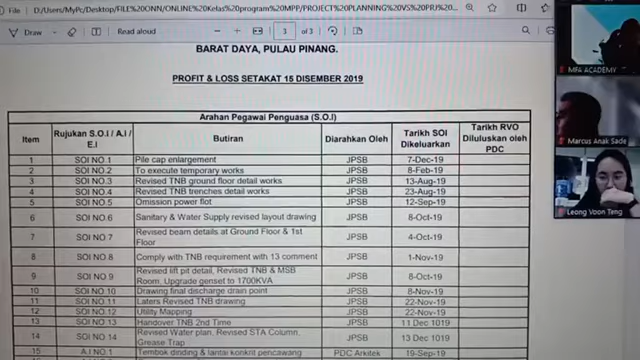 File D:/Users/MyPc/Desktop/FILE%20NN/ONLINE%20Kelas%20program%20MPP/PROJECT%20PLANNING%20VS%20PRJ%20...
Draw Read aloud 3 of 3
BARAT DAYA, PULAU PINANG.
PROFIT & LOSS SETAKAT 15 DISEMBER 2019
Arahan Pegawai Penguasa (S.O.I)
Item Rujukan S.O.I / A.I / E.I Butiran Diarahkan Oleh Tarikh SOI Dikeluarkan Tarikh RVO Diluluskan oleh PDC
1 SOI NO.1 Pile cap enlargement JPSB 7-Dec-19
2 SOI NO.2 To execute temporary works JPSB 8-Feb-19
3 SOI NO.3 Revised TNB ground floor detail works JPSB 13-Aug-19
4 SOI NO.4 Revised TNB trenches detail works JPSB 23-Aug-19
5 SOI NO.5 Omission power flot JPSB 12-Sep-19
6 SOI NO.6 Sanitary & Water Supply revised layout drawing JPSB 8-Oct-19
7 SOI NO.7 Revised beam details at Ground Floor & 1st Floor JPSB 4-Oct-19
8 SOI NO.8 Comply with TNB requirement with 13 comment JPSB 1-Nov-19
9 SOI NO.9 Revised lift pit detail, Revised TNB & MSB Room, Upgrade genset to 1700KVA JPSB 8-Oct-19
10 SOI NO.10 Drawing final discharge drain point JPSB 8-Nov-19
11 SOI NO.11 Laters Revised TNB drawing JPSB 22-Nov-19
12 SOI NO.12 Utility Mapping JPSB 22-Nov-19
13 SOI NO.13 Handover TNB 2nd Time JPSB 11 Dec 1019
14 SOI NO.14 Revised Water plan, Revised STA Column, Grease Trap JPSB 13 Dec 1019
15 A.I NO.1 Tembok dinding & lantai konkrit pencawang PDC Arkitek 19-Sep-19
MFA ACADEMY
Marcus Anak Sade
Leong Voon Teng